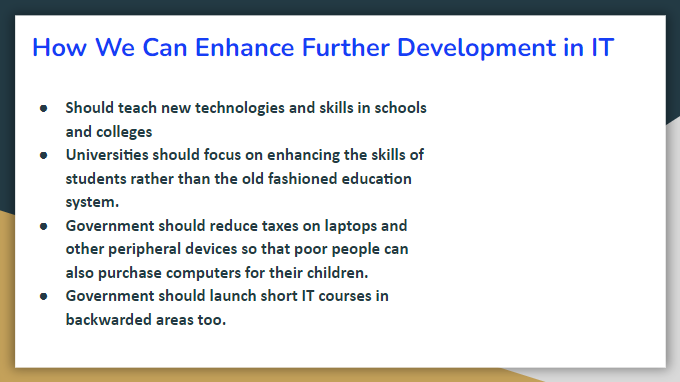 How We Can Enhance Further Development in IT
● Should teach new technologies and skills in schools
and colleges
● Universities should focus on enhancing the skills of
students rather than the old fashioned education
system.
● Government should reduce taxes on laptops and
other peripheral devices so that poor people can
also purchase computers for their children.
● Government should launch short IT courses in
backwarded areas too.